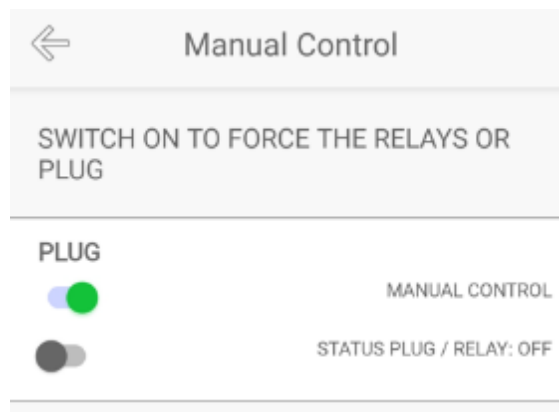 Manual Control
SWITCH ON TO FORCE THE RELAYS OR
PLUG
PLUG
MANUAL CONTROL
STATUS PLUG / RELAY: OFF